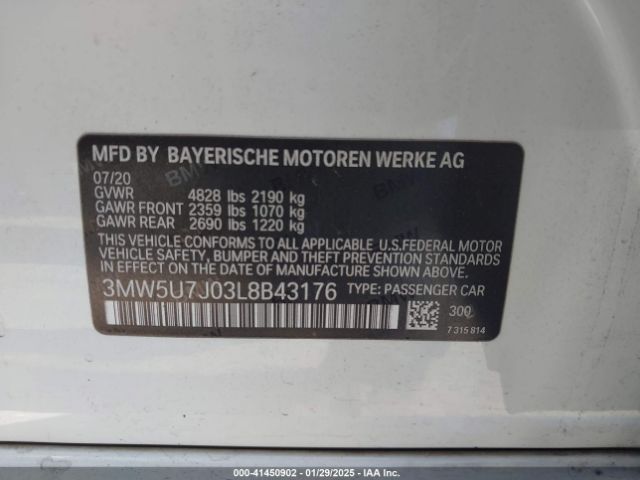 MFD BY BAYERISCHE MOTOREN WERKE AG
07/20
GVWR 4828 lbs 2190 kg
GAWR FRONT 2359 lbs 1070 kg
GAWR REAR 2690 lbs 1220 kg
THIS VEHICLE CONFORMS TO ALL APPLICABLE U.S.FEDERAL MOTOR
VEHICLE SAFETY, BUMPER AND THEFT PREVENTION STANDARDS
IN EFFECT ON THE DATE OF MANUFACTURE SHOWN ABOVE.
3MW5U7J03L8B43176 TYPE: PASSENGER CAR
300
7 315 814
000-41450902 - 01/29/2025 - IAA Inc.